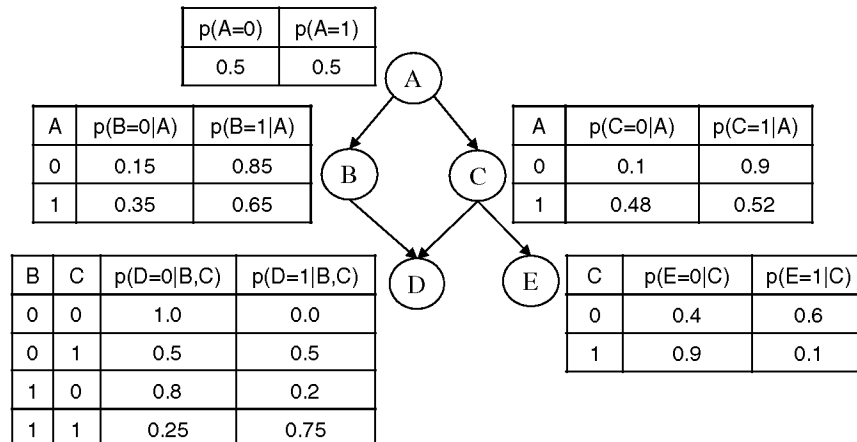 p(A=0) p(A=1)
0.5 0.5
A
A p(B=0|A) p(B=1|A)
0 0.15 0.85
1 0.35 0.65
B
C
A p(C=0|A) p(C=1|A)
0 0.1 0.9
1 0.48 0.52
B C p(D=0|B,C) p(D=1|B,C)
0 0 1.0 0.0
0 1 0.5 0.5
1 0 0.8 0.2
1 1 0.25 0.75
D
E
C p(E=0|C) p(E=1|C)
0 0.4 0.6
1 0.9 0.1